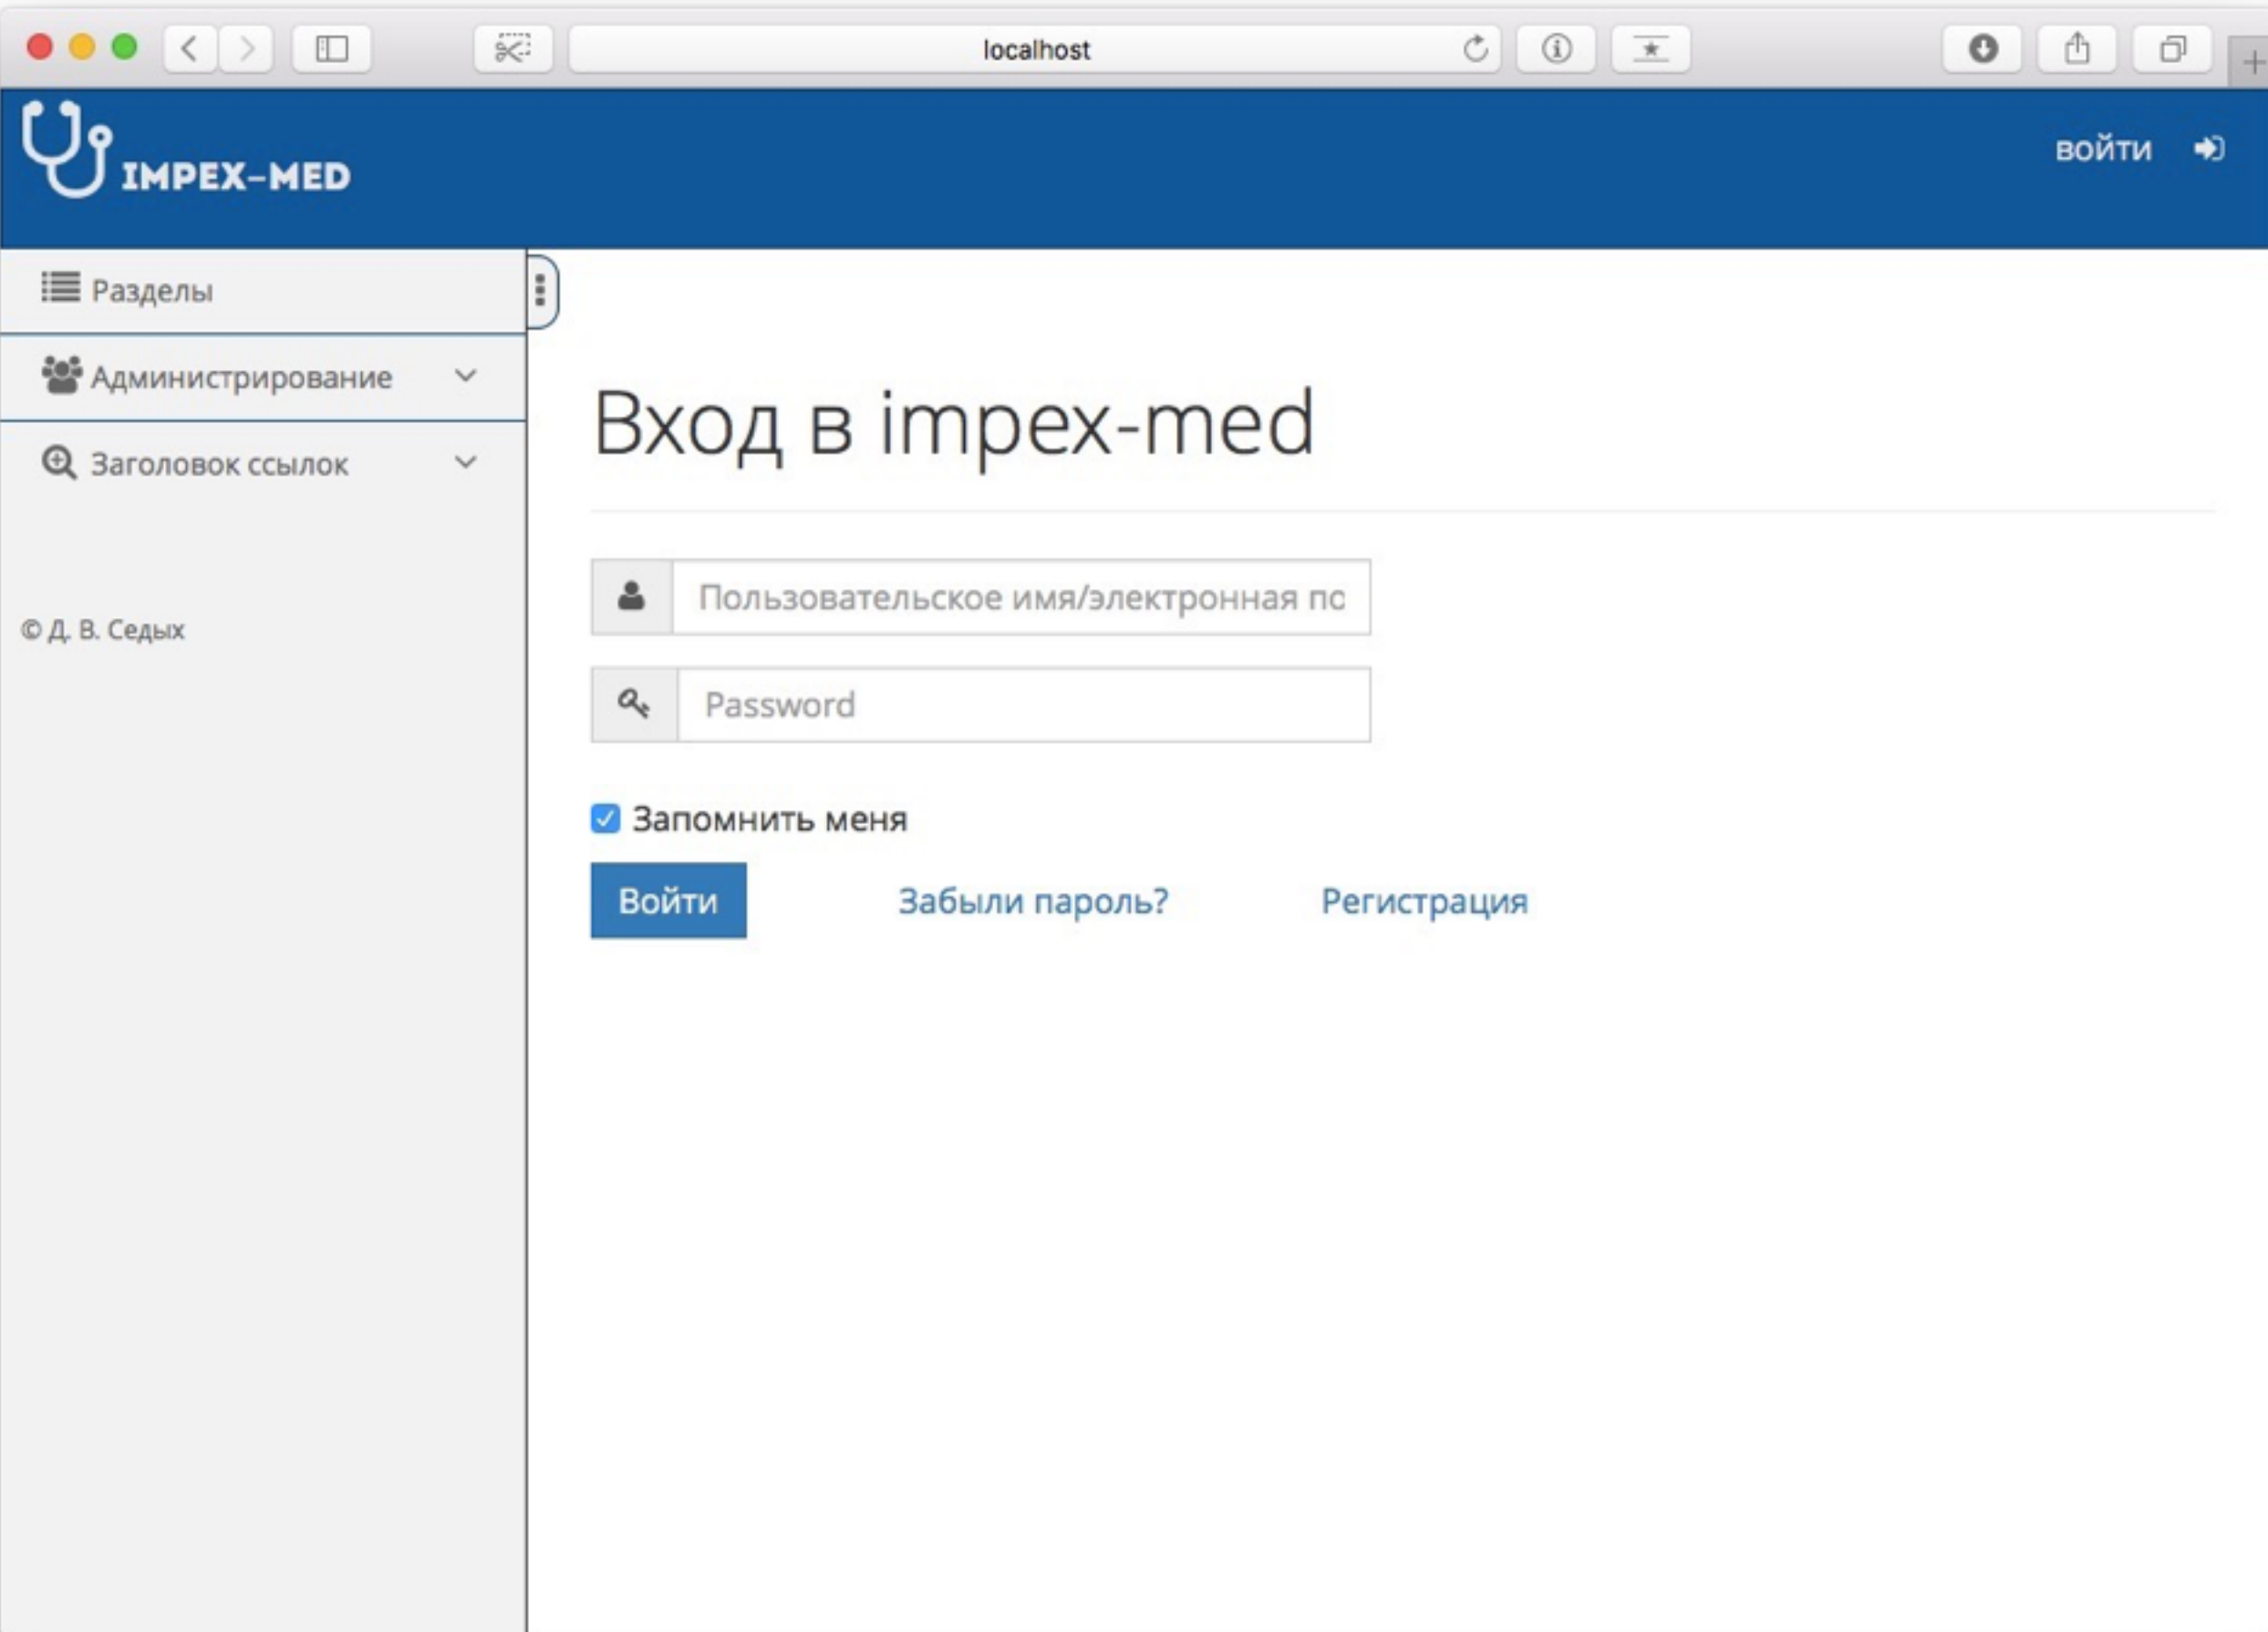 localhost
IMPEX-MED
войти
Разделы
Администрирование
Заголовок ссылок
© Д. В. Седых
Вход в impex-med
Пользовательское имя/электронная по
Password
Запомнить меня
Войти
Забыли пароль?
Регистрация